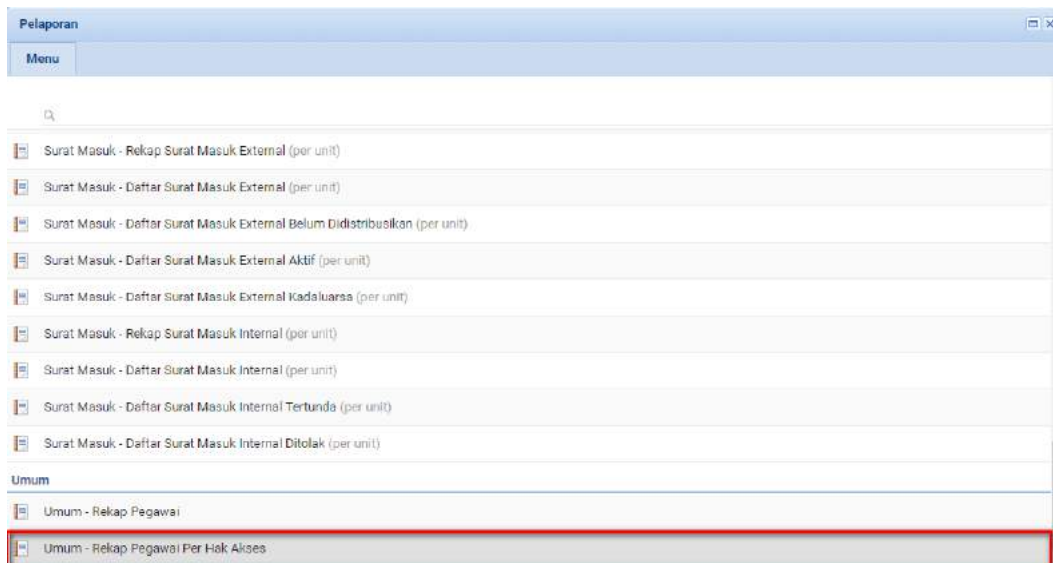 Pelaporan
Menu
Surat Masuk - Rekap Surat Masuk External (per unit)
Surat Masuk - Daftar Surat Masuk External (per unit)
Surat Masuk - Daftar Surat Masuk External Belum Didistribusikan (per unit)
Surat Masuk - Daftar Surat Masuk External Aktif (per unit)
Surat Masuk - Daftar Surat Masuk External Kadaluarsa (per unit)
Surat Masuk - Rekap Surat Masuk Internal (per unit)
Surat Masuk - Daftar Surat Masuk Internal (per unit)
Surat Masuk - Daftar Surat Masuk Internal Tertunda (per unit)
Surat Masuk - Daftar Surat Masuk Internal Ditolak (per unit)
Umum
Umum - Rekap Pegawai
Umum - Rekap Pegawai Per Hak Akses